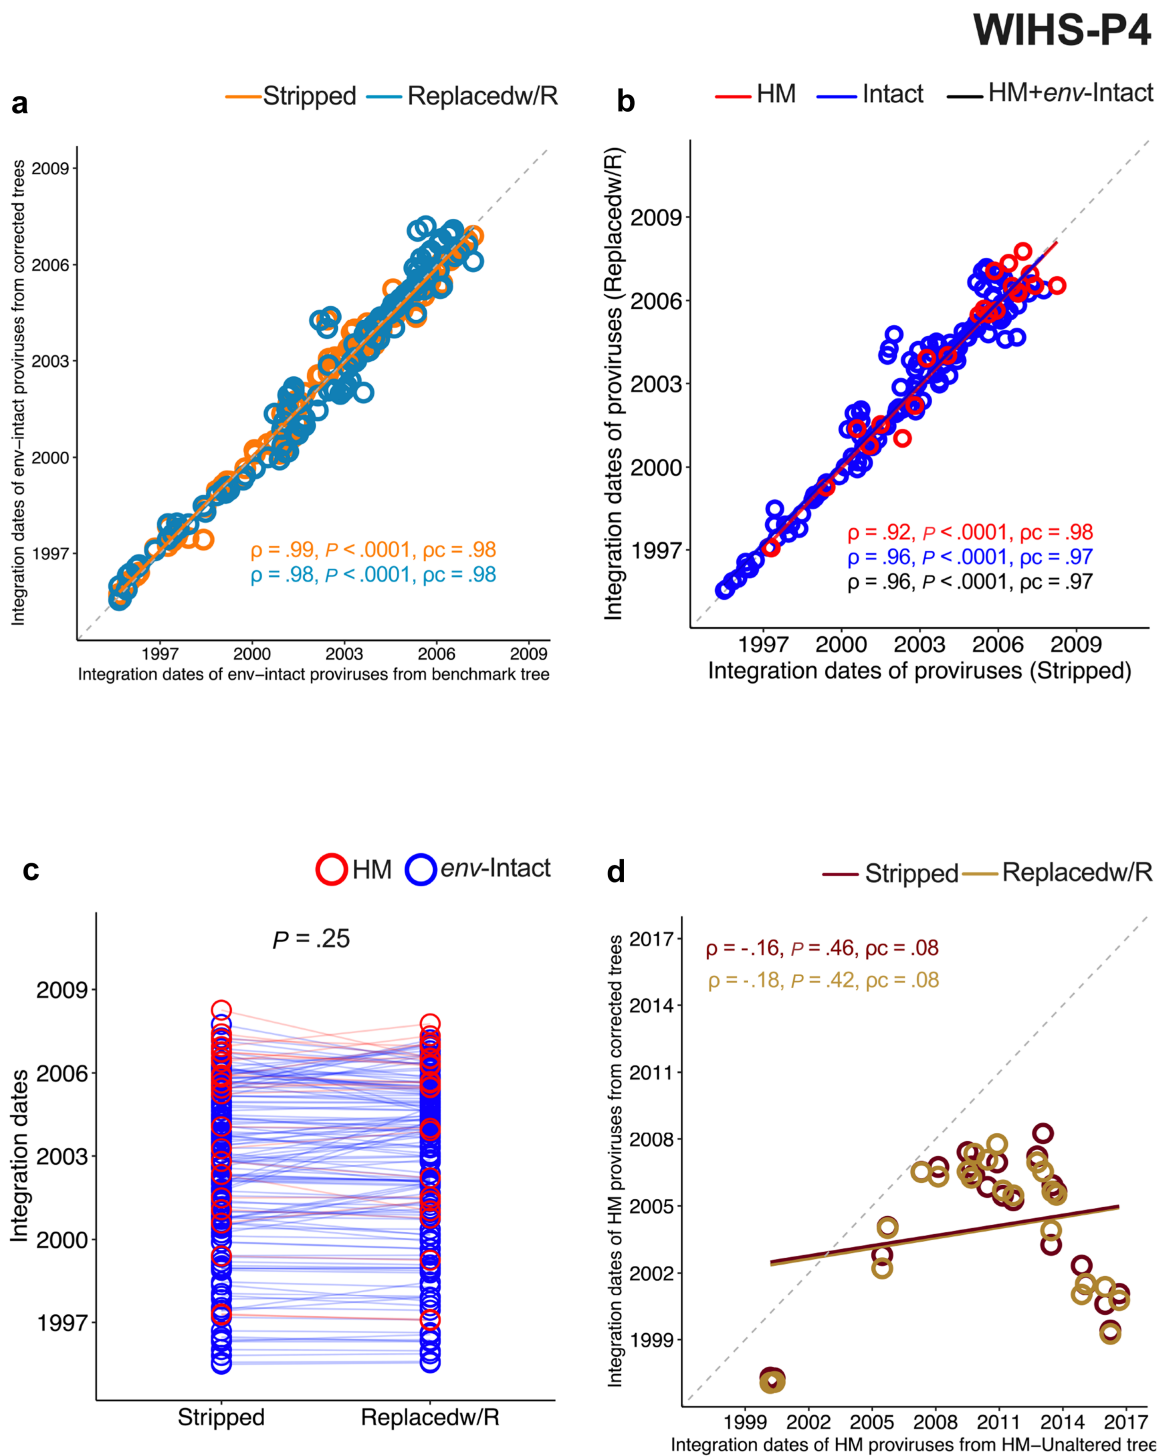 WIHS-P4
a
Stripped Replacedw/R
Integration dates of env−intact proviruses from corrected trees
2009
2006
2003
2000
1997
ρ = .99, P < .0001, ρc = .98
ρ = .98, P < .0001, ρc = .98
1997 2000 2003 2006 2009
Integration dates of env−intact proviruses from benchmark tree
b
HM Intact HM+env-Intact
Integration dates of proviruses (Replacedw/R)
2009
2006
2003
2000
1997
ρ = .92, P < .0001, ρc = .98
ρ = .96, P < .0001, ρc = .97
ρ = .96, P < .0001, ρc = .97
1997 2000 2003 2006 2009
Integration dates of proviruses (Stripped)
c
HM env-Intact
P = .25
Integration dates
2009
2006
2003
2000
1997
Stripped Replacedw/R
d
Stripped Replacedw/R
Integration dates of HM proviruses from corrected trees
ρ = -.16, P = .46, ρc = .08
ρ = -.18, P = .42, ρc = .08
2017
2014
2011
2008
2005
2002
1999
1999 2002 2005 2008 2011 2014 2017
Integration dates of HM proviruses from HM−Unaltered tree